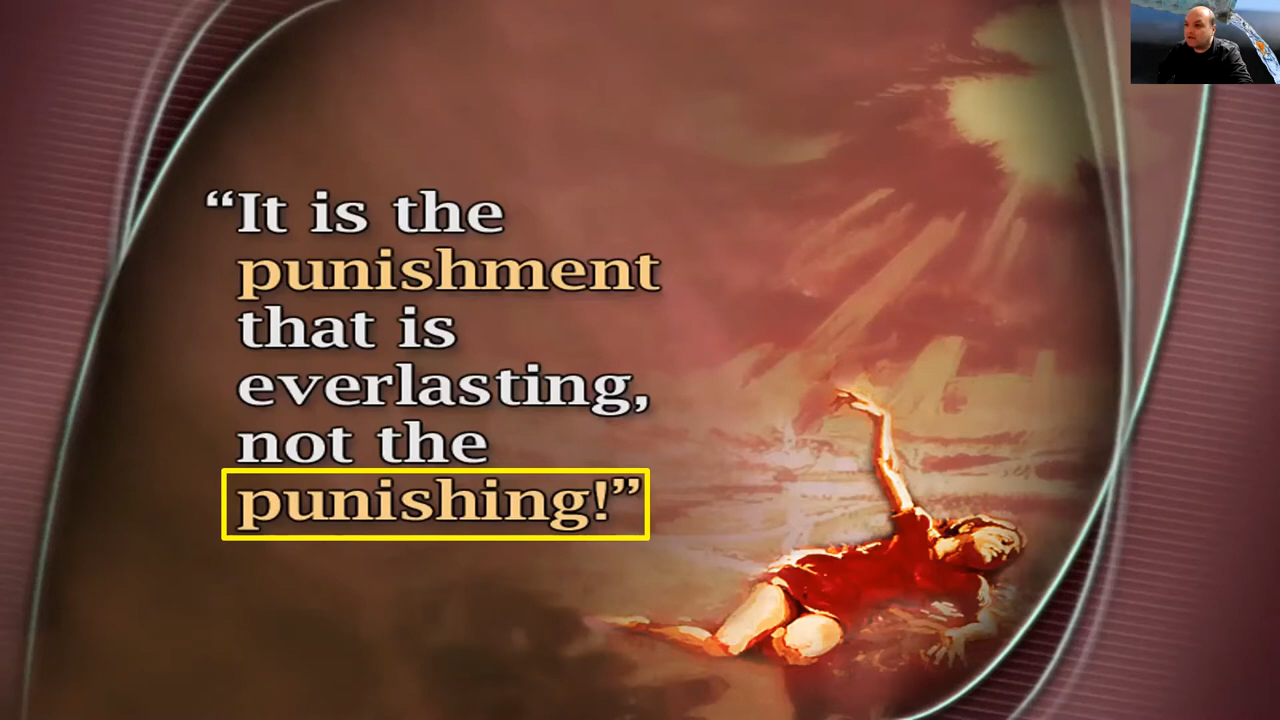 “It is the
punishment
that is
everlasting,
not the
punishing!”